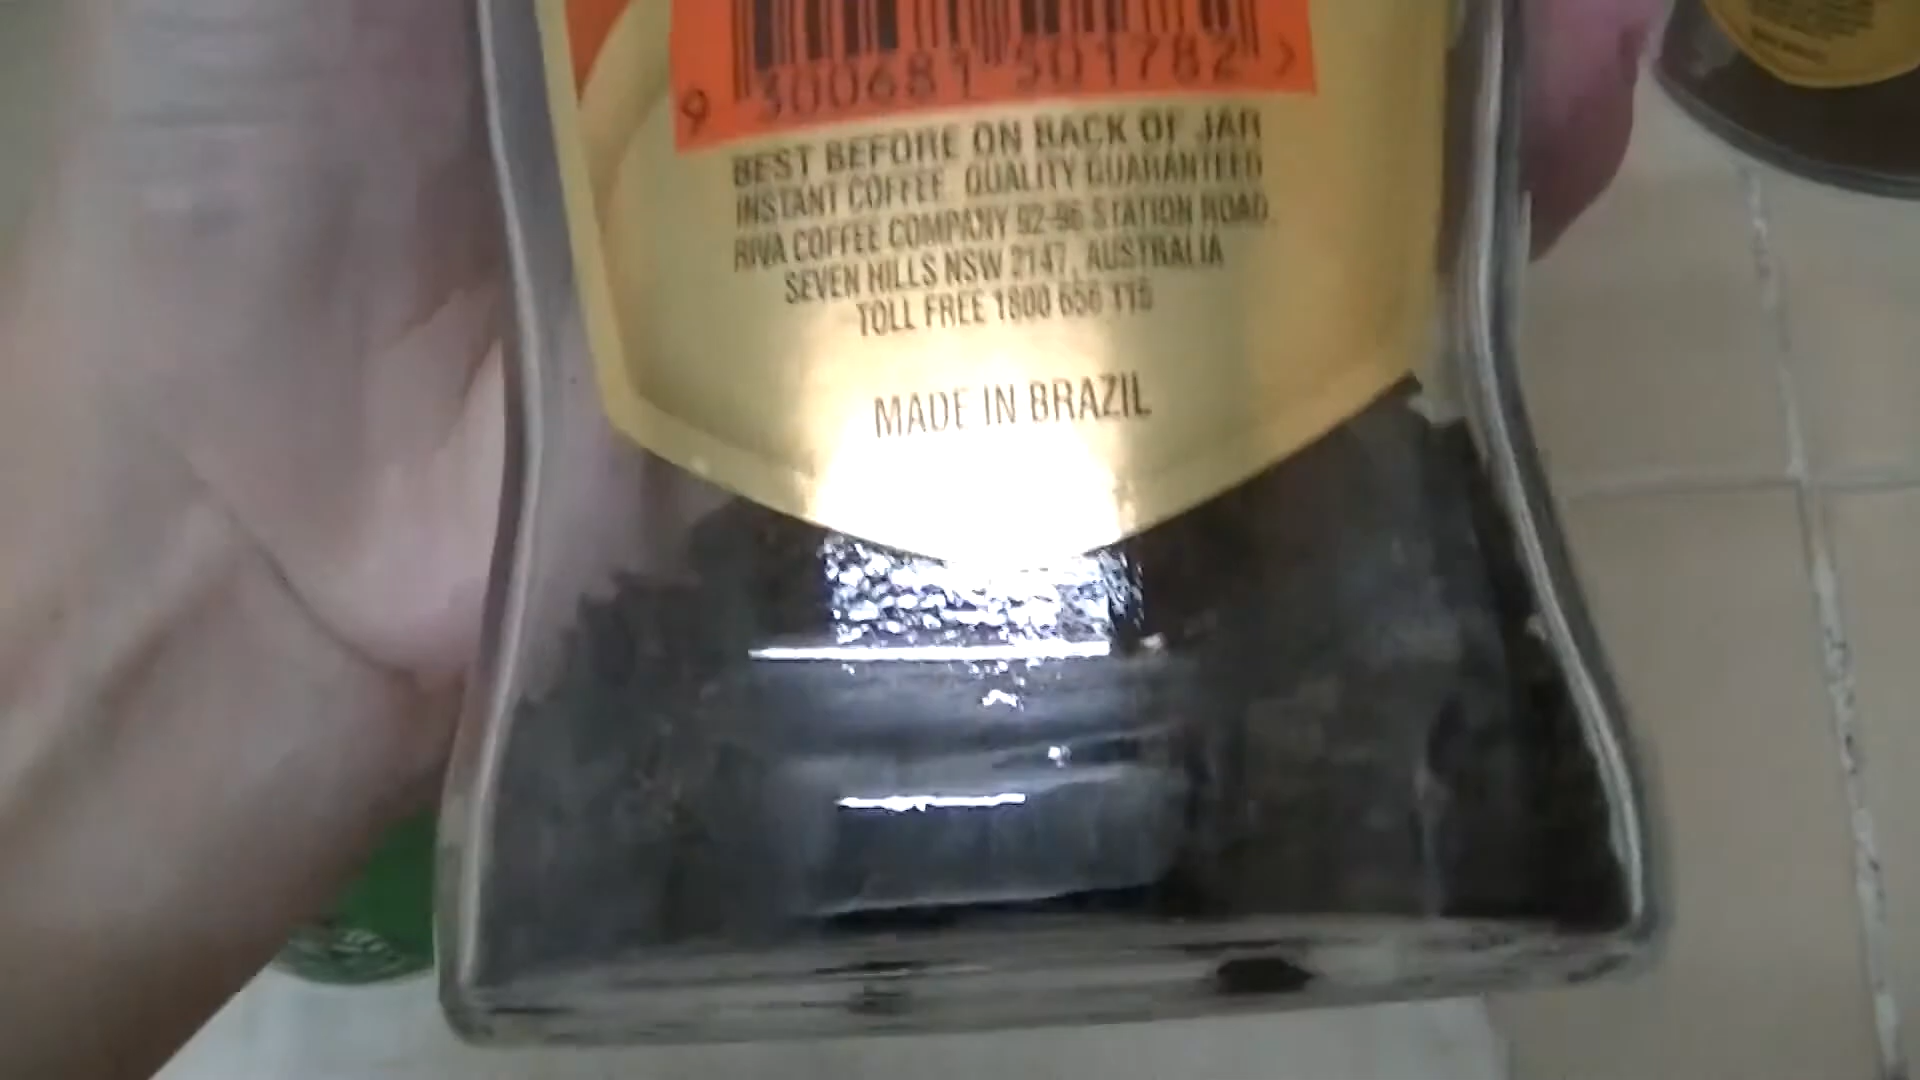 9 300681 501782 >
BEST BEFORE ON BACK OF JAR
INSTANT COFFEE QUALITY GUARANTEED
RIVA COFFEE COMPANY 92-96 STATION ROAD,
SEVEN HILLS NSW 2147, AUSTRALIA
TOLL FREE 1800 656 115
MADE IN BRAZIL